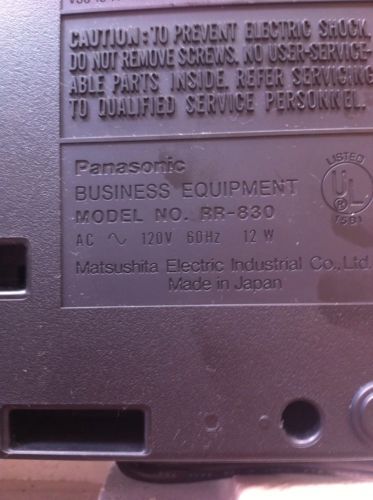 CAUTION: TO PREVENT ELECTRIC SHOCK,
DO NOT REMOVE SCREWS. NO USER-SERVICE-
ABLE PARTS INSIDE. REFER SERVICING
TO QUALIFIED SERVICE PERSONNEL.
Panasonic
BUSINESS EQUIPMENT
MODEL NO. RR-830
AC ∿ 120V 60Hz 12 W
Matsushita Electric Industrial Co., Ltd.
Made in Japan
LISTED
UL
®